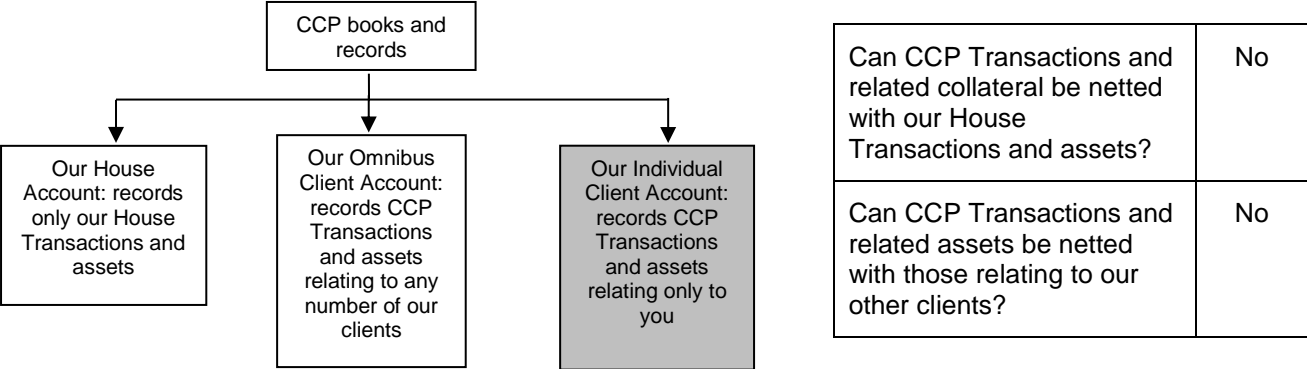 CCP books and
records
Our House
Account: records
only our House
Transactions and
assets
Our Omnibus
Client Account:
records CCP
Transactions
and assets
relating to any
number of our
clients
Our Individual
Client Account:
records CCP
Transactions
and assets
relating only to
you
Can CCP Transactions and
related collateral be netted
with our House
Transactions and assets?
No
Can CCP Transactions and
related assets be netted
with those relating to our
other clients?
No